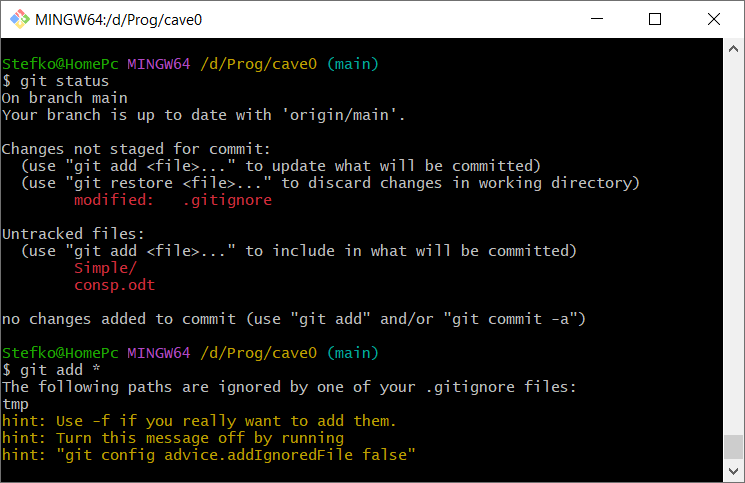 MINGW64:/d/Prog/cave0
Stefko@HomePc MINGW64 /d/Prog/cave0 (main)
$ git status
On branch main
Your branch is up to date with 'origin/main'.
Changes not staged for commit:
  (use "git add <file>..." to update what will be committed)
  (use "git restore <file>..." to discard changes in working directory)
        modified:   .gitignore
Untracked files:
  (use "git add <file>..." to include in what will be committed)
        Simple/
        consp.odt
no changes added to commit (use "git add" and/or "git commit -a")
Stefko@HomePc MINGW64 /d/Prog/cave0 (main)
$ git add *
The following paths are ignored by one of your .gitignore files:
tmp
hint: Use -f if you really want to add them.
hint: Turn this message off by running
hint: "git config advice.addIgnoredFile false"